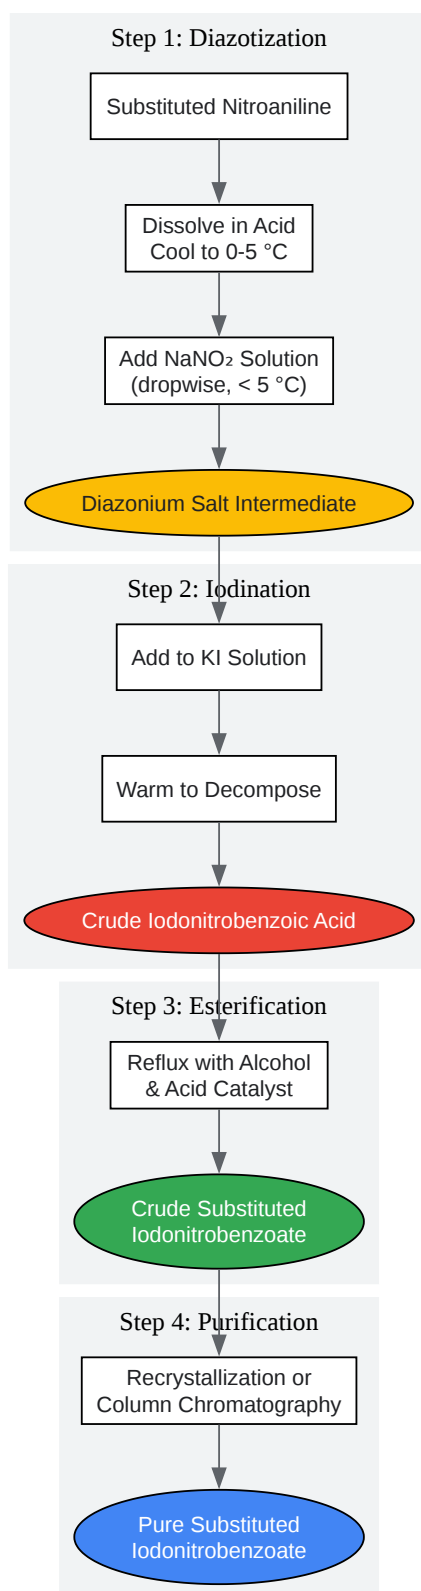 Step 1: Diazotization
Substituted Nitroaniline
Dissolve in Acid
Cool to 0-5 °C
Add NaNO₂ Solution
(dropwise, < 5 °C)
Diazonium Salt Intermediate
Step 2: Iodination
Add to KI Solution
Warm to Decompose
Crude Iodonitrobenzoic Acid
Step 3: Esterification
Reflux with Alcohol
& Acid Catalyst
Crude Substituted
Iodonitrobenzoate
Step 4: Purification
Recrystallization or
Column Chromatography
Pure Substituted
Iodonitrobenzoate